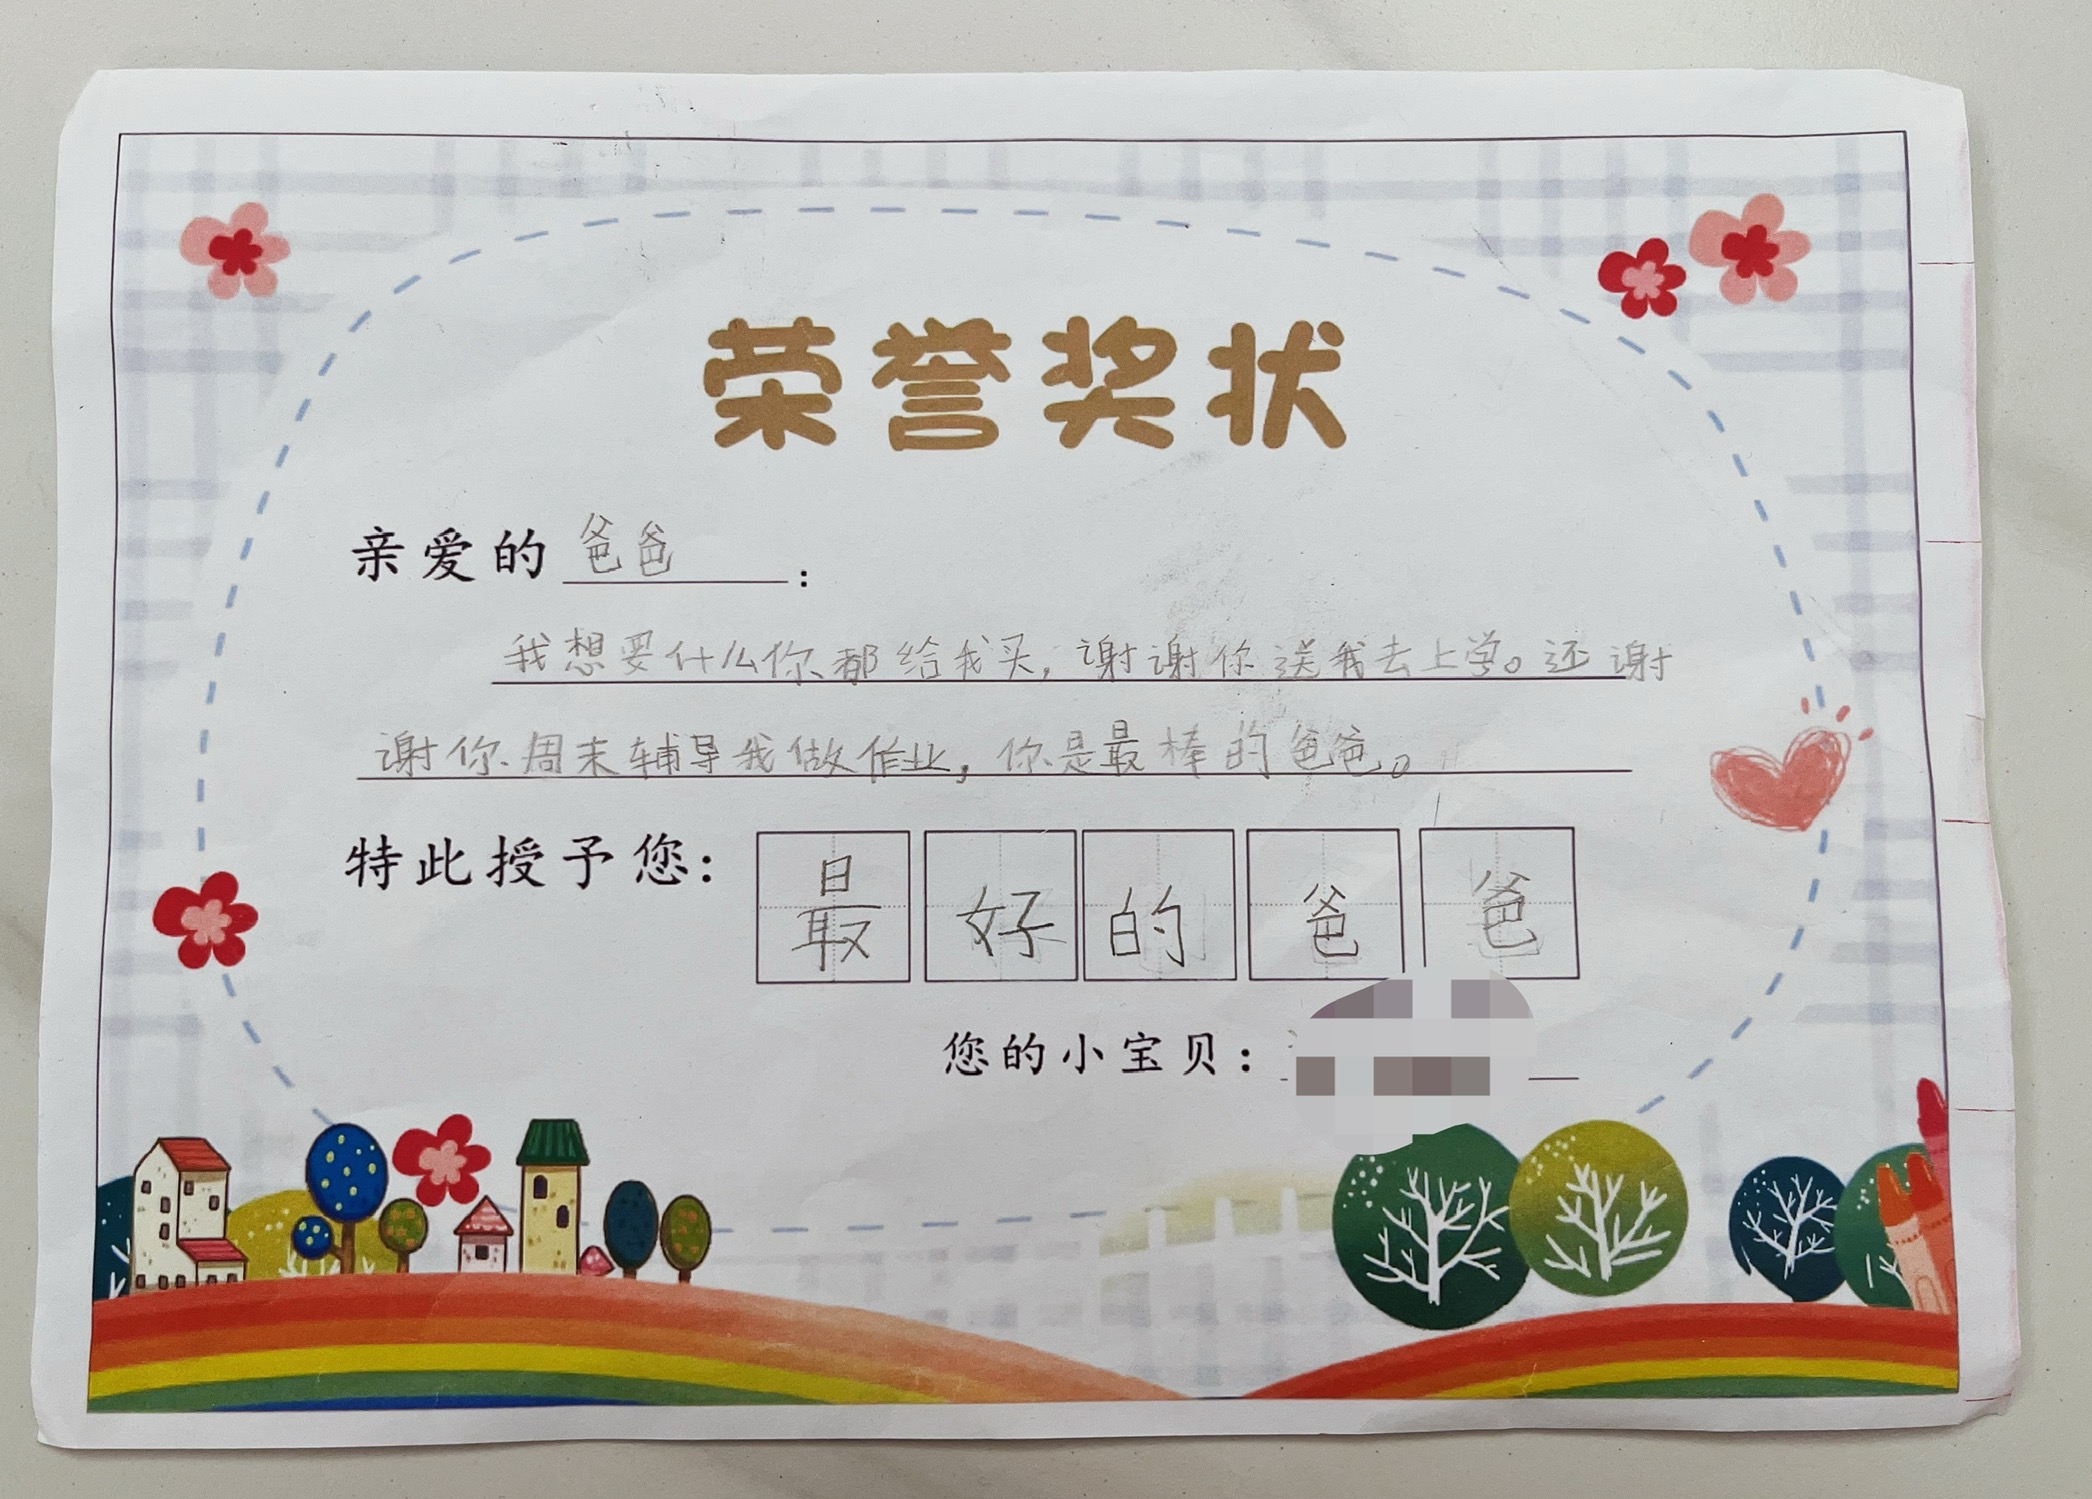 荣誉奖状
亲爱的爸爸：
我想要什么你都给我买，谢谢你送我去上学。还谢
谢你周末辅导我做作业，你是最棒的爸爸。
特此授予您：最好的爸爸
您的小宝贝：